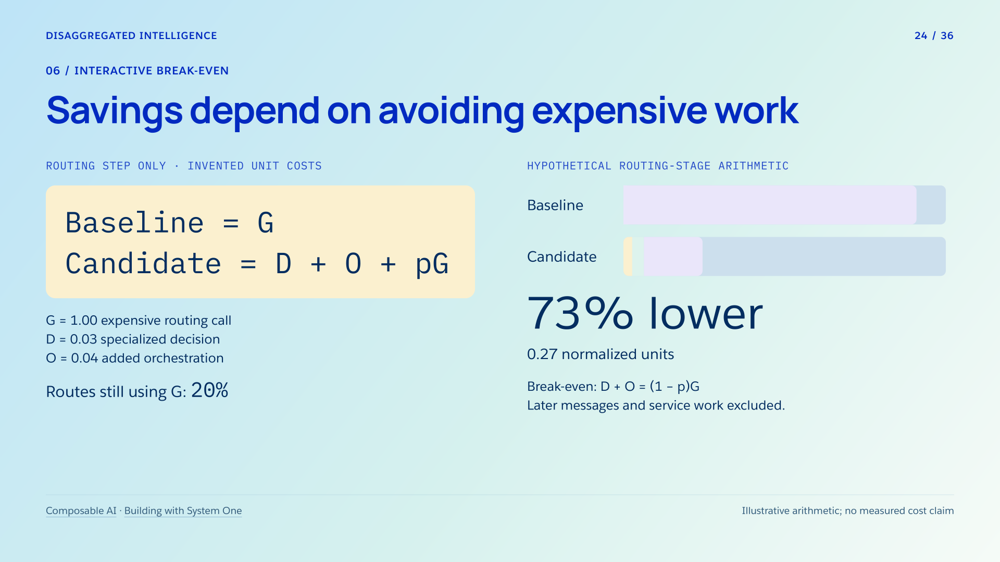 DISAGGREGATED INTELLIGENCE
24 / 36
06 / INTERACTIVE BREAK-EVEN
Savings depend on avoiding expensive work
ROUTING STEP ONLY · INVENTED UNIT COSTS
Baseline = G
Candidate = D + O + pG
G = 1.00 expensive routing call
D = 0.03 specialized decision
O = 0.04 added orchestration
Routes still using G: 20%
HYPOTHETICAL ROUTING-STAGE ARITHMETIC
Baseline
Candidate
73% lower
0.27 normalized units
Break-even: D + O = (1 − p)G
Later messages and service work excluded.
Composable AI · Building with System One
Illustrative arithmetic; no measured cost claim